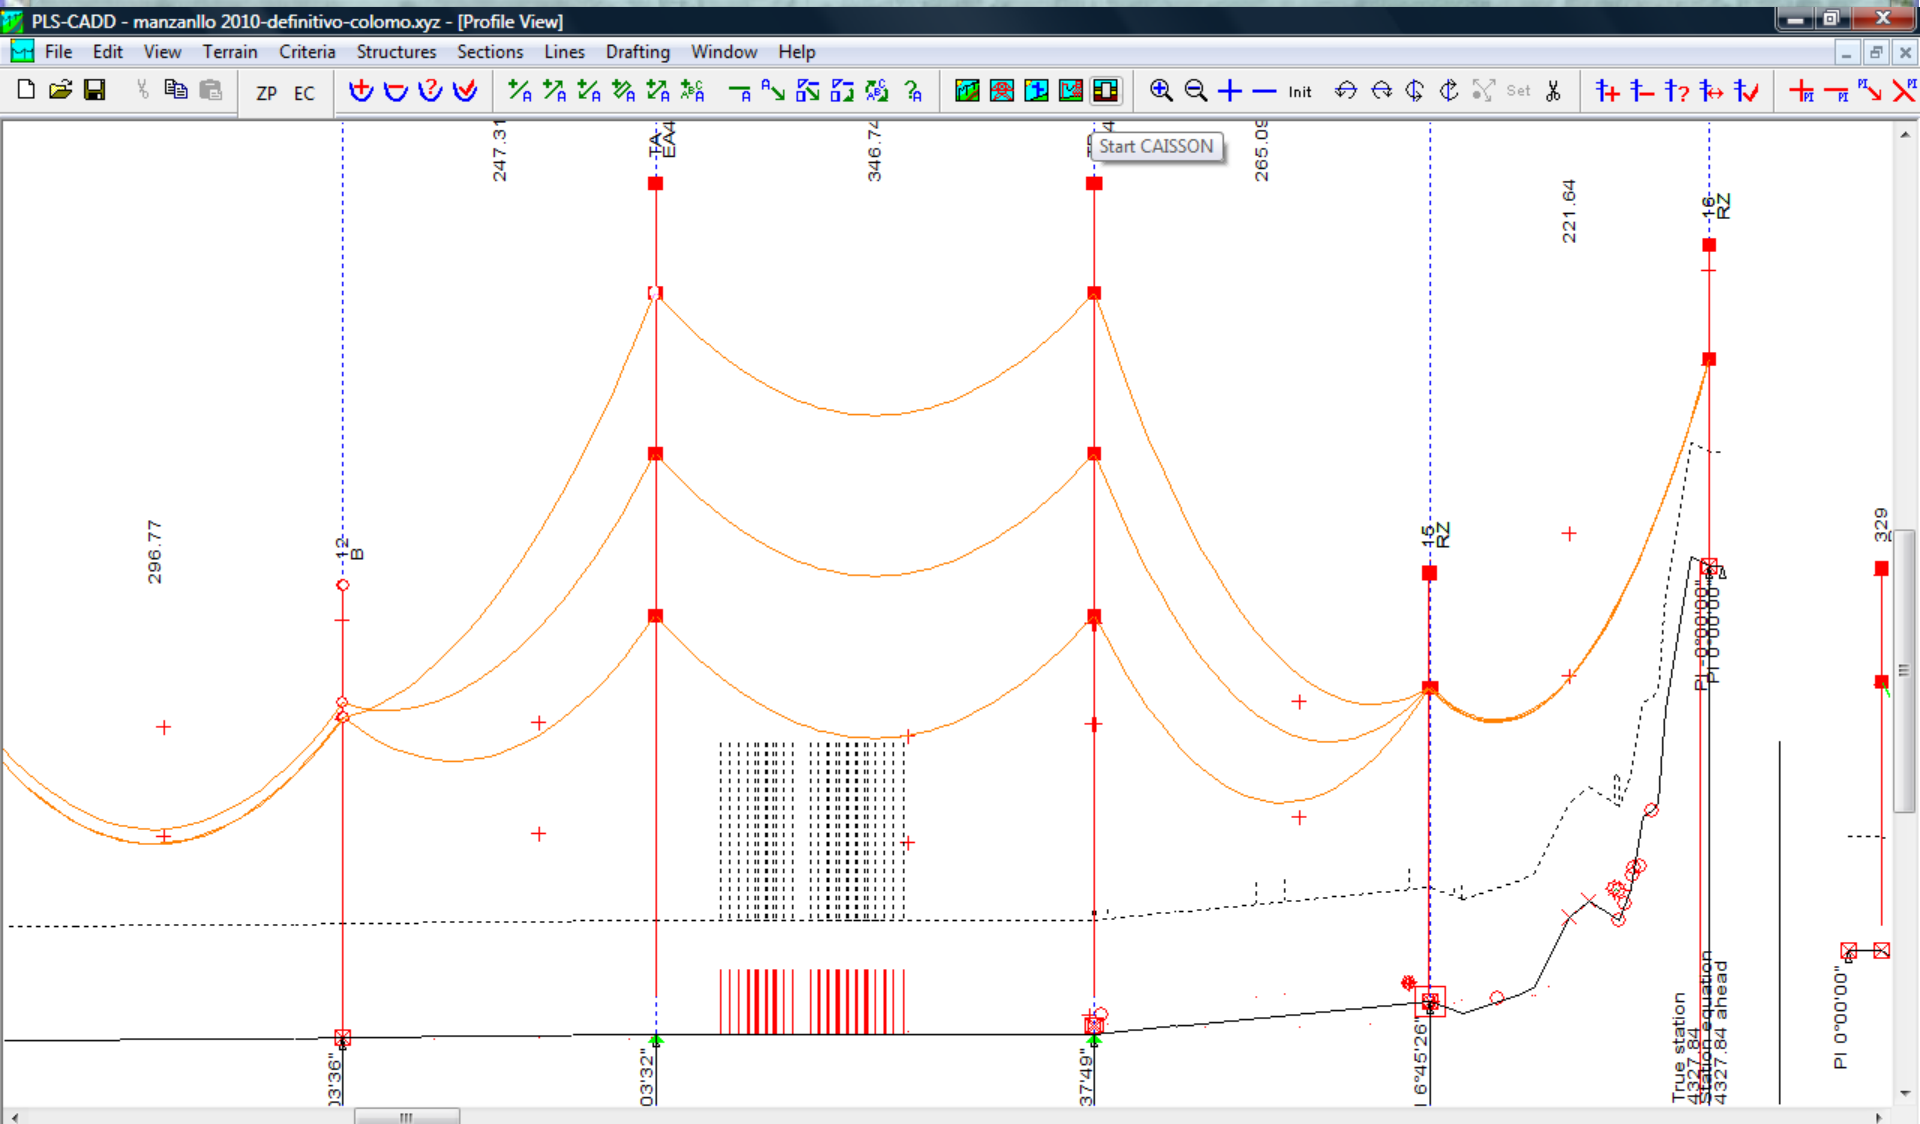 PLS-CADD - manzanllo 2010-definitivo-colomo.xyz - [Profile View]
File Edit View Terrain Criteria Structures Sections Lines Drafting Window Help
ZP EC Init Set
Start CAISSON
247.31
TA
EA4
346.74
265.09
221.64
16
RZ
296.77
12
B
15
RZ
329
PI 0°00'00"
PI 0°00'00"
03'36"
03'32"
37'49"
I 6°45'26"
True station
4327.84
Station equation
4327.84 ahead
PI 0°00'00"